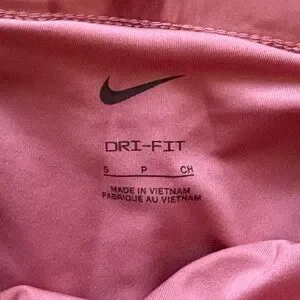 DRI-FIT
S P CH
MADE IN VIETNAM
FABRIQUE AU VIETNAM